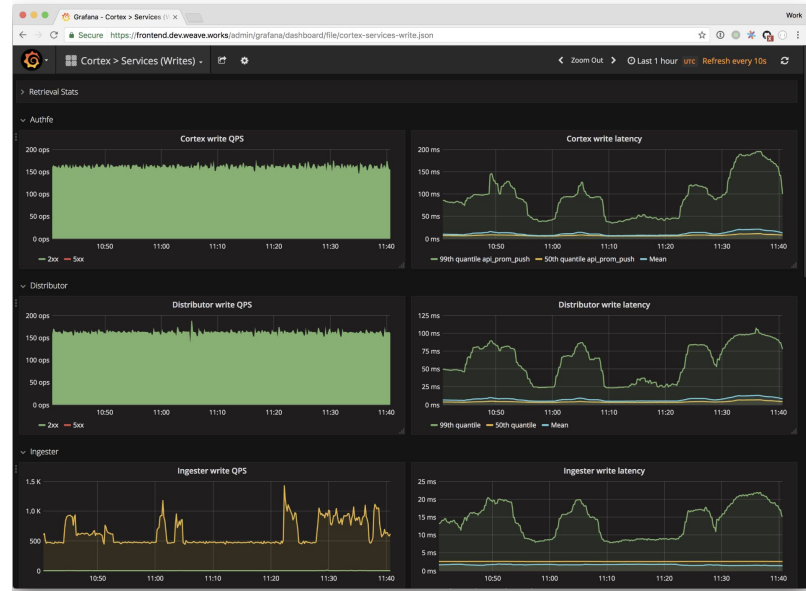 Grafana - Cortex > Services (W
Work
Secure https://frontend.dev.weave.works/admin/grafana/dashboard/file/cortex-services-write.json
Cortex > Services (Writes)
Zoom Out
Last 1 hour UTC Refresh every 10s
Retrieval Stats
Authfe
Cortex write QPS
200 ops
150 ops
100 ops
50 ops
0 ops
10:50 11:00 11:10 11:20 11:30 11:40
2xx 5xx
Cortex write latency
200 ms
150 ms
100 ms
50 ms
0 ms
10:50 11:00 11:10 11:20 11:30 11:40
99th quantile api_prom_push 50th quantile api_prom_push Mean
Distributor
Distributor write QPS
200 ops
150 ops
100 ops
50 ops
0 ops
10:50 11:00 11:10 11:20 11:30 11:40
2xx 5xx
Distributor write latency
125 ms
100 ms
75 ms
50 ms
25 ms
0 ms
10:50 11:00 11:10 11:20 11:30 11:40
99th quantile 50th quantile Mean
Ingester
Ingester write QPS
1.5 K
1.0 K
500
0
10:50 11:00 11:10 11:20 11:30 11:40
Ingester write latency
25 ms
20 ms
15 ms
10 ms
5 ms
0 ms
10:50 11:00 11:10 11:20 11:30 11:40